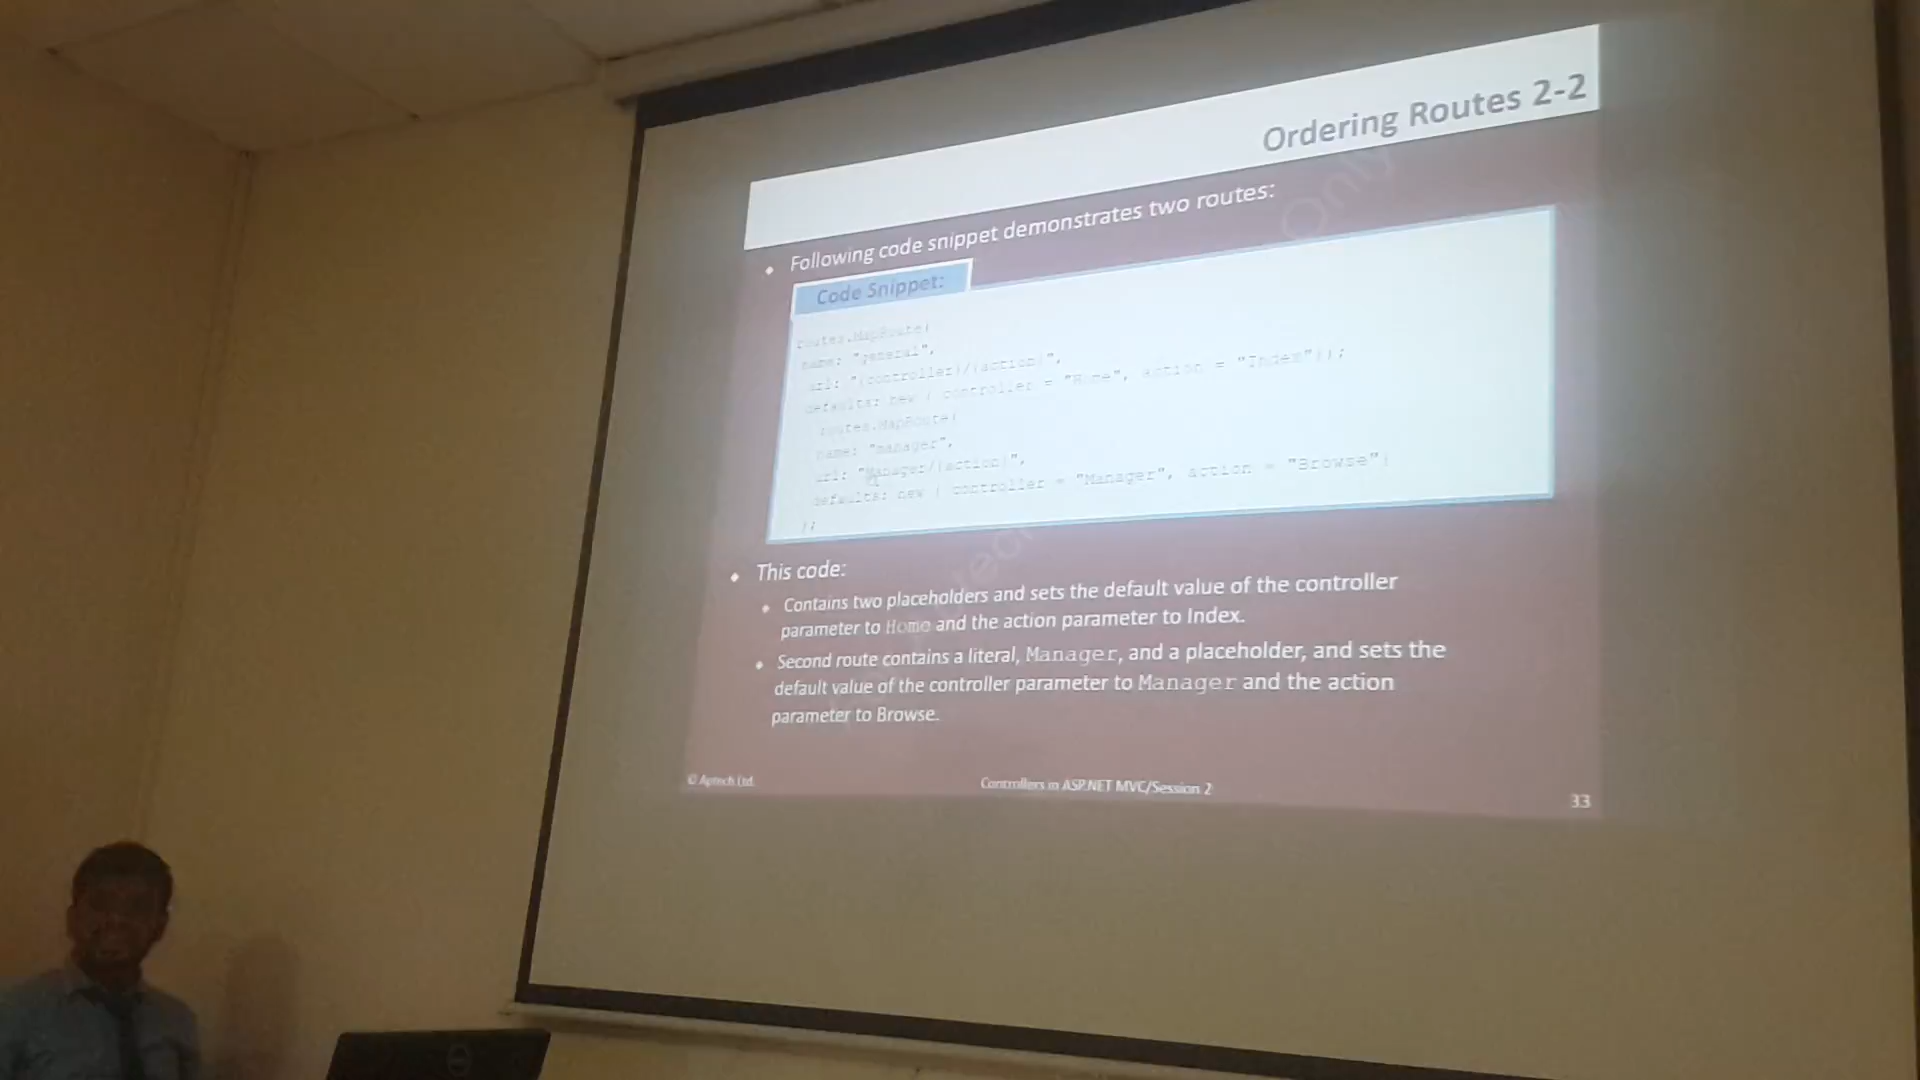 Ordering Routes 2-2
Following code snippet demonstrates two routes:
Code Snippet:
routes.MapRoute(
name: "general",
url: "{controller}/{action}",
defaults: new { controller = "Home", action = "Index"});
routes.MapRoute(
name: "manager",
url: "Manager/{action}",
defaults: new { controller = "Manager", action = "Browse"}
);
This code:
Contains two placeholders and sets the default value of the controller
parameter to Home and the action parameter to Index.
Second route contains a literal, Manager, and a placeholder, and sets the
default value of the controller parameter to Manager and the action
parameter to Browse.
© Aptech Ltd.
Controllers in ASP.NET MVC/Session 2
33
Only